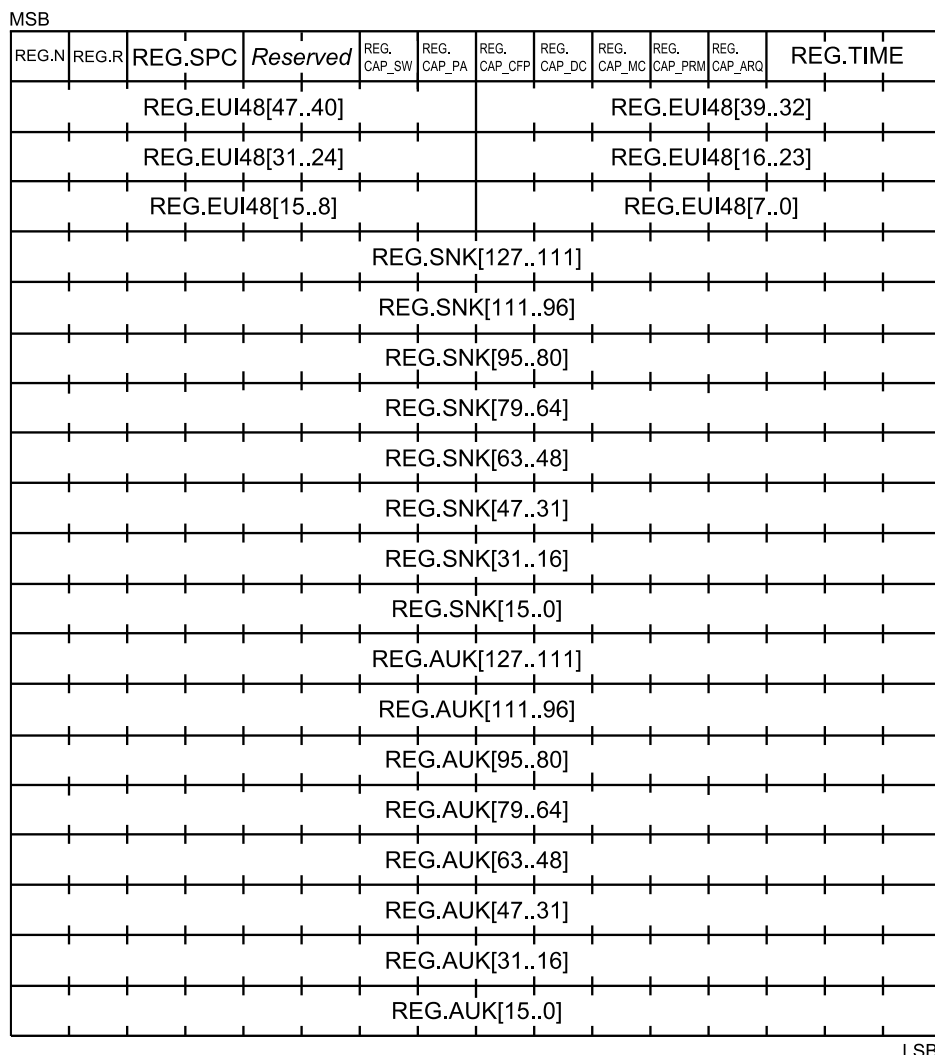 MSB
REG.N REG.R REG.SPC Reserved REG. CAP_SW REG. CAP_PA REG. CAP_CFP REG. CAP_DC REG. CAP_MC REG. CAP_PRM REG. CAP_ARQ REG.TIME
REG.EUI48[47..40] REG.EUI48[39..32]
REG.EUI48[31..24] REG.EUI48[16..23]
REG.EUI48[15..8] REG.EUI48[7..0]
REG.SNK[127..111]
REG.SNK[111..96]
REG.SNK[95..80]
REG.SNK[79..64]
REG.SNK[63..48]
REG.SNK[47..31]
REG.SNK[31..16]
REG.SNK[15..0]
REG.AUK[127..111]
REG.AUK[111..96]
REG.AUK[95..80]
REG.AUK[79..64]
REG.AUK[63..48]
REG.AUK[47..31]
REG.AUK[31..16]
REG.AUK[15..0]
LSB